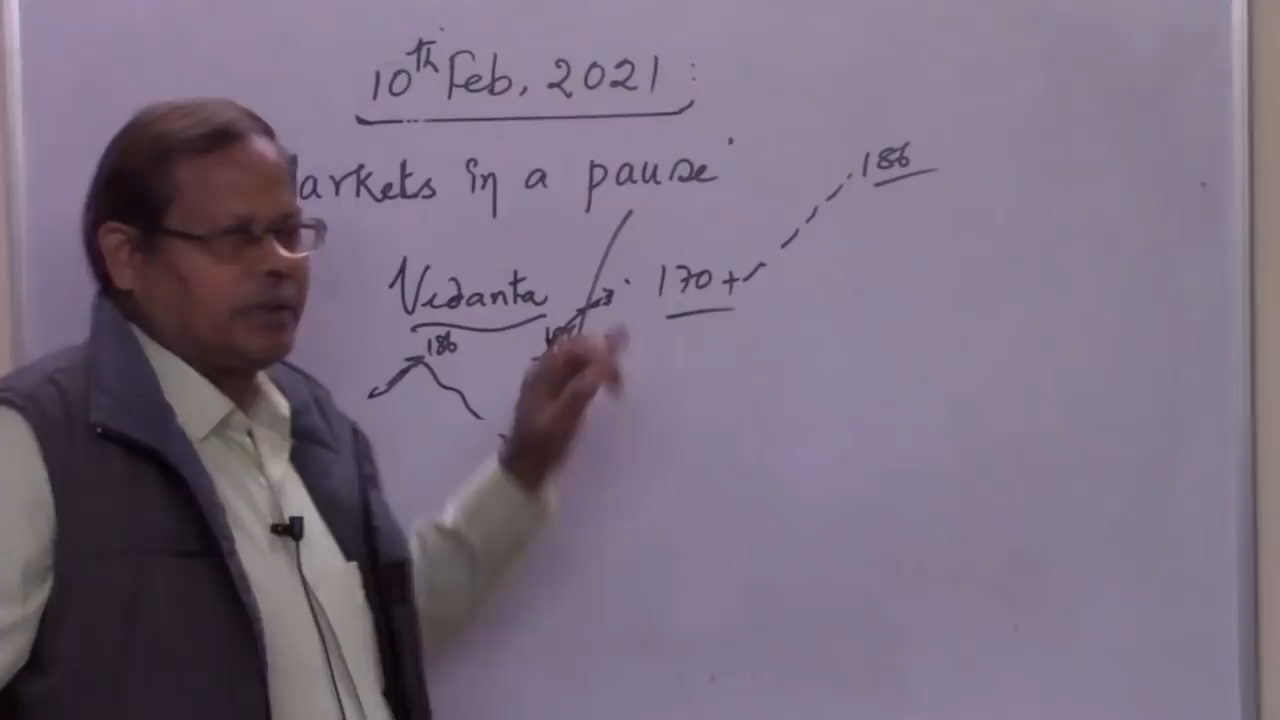 10th Feb, 2021
arkets in a pause
Vedanta 170+ 186
186